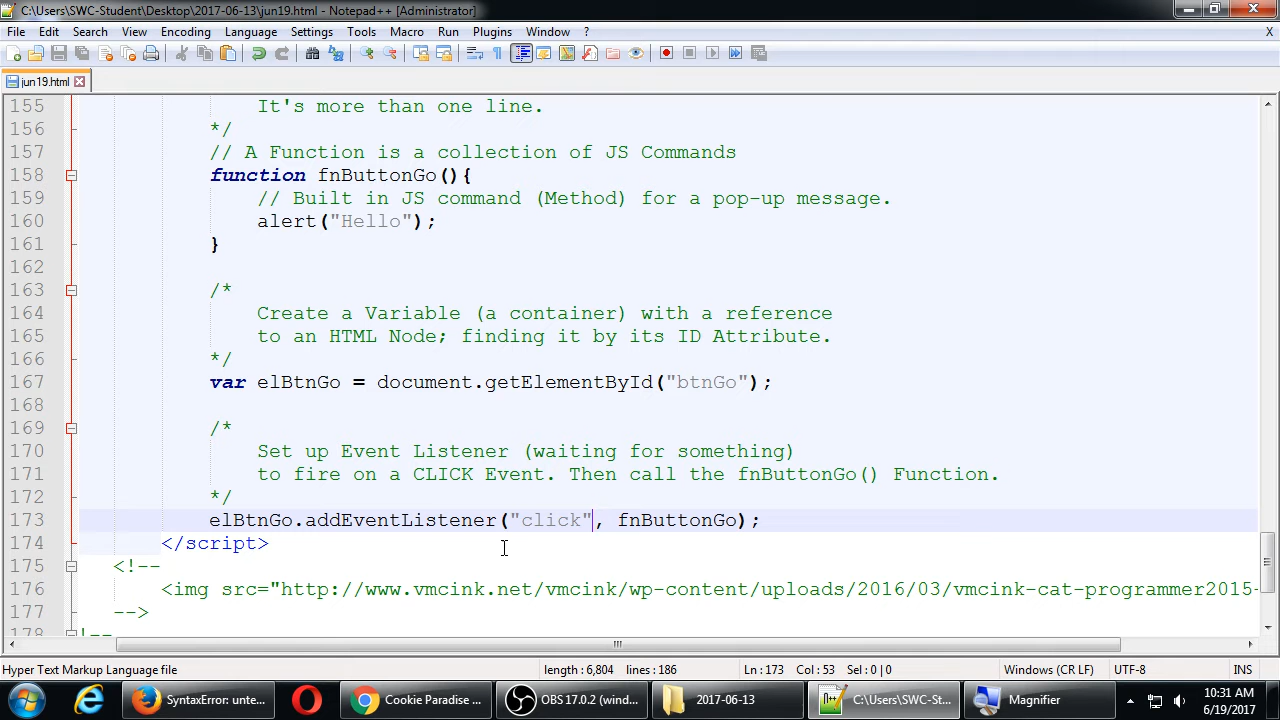 C:\Users\SWC-Student\Desktop\2017-06-13\jun19.html - Notepad++ [Administrator]
File Edit Search View Encoding Language Settings Tools Macro Run Plugins Window ? X
jun19.html
155 It's more than one line.
156 */
157 // A Function is a collection of JS Commands
158 function fnButtonGo(){
159 // Built in JS command (Method) for a pop-up message.
160 alert("Hello");
161 }
162
163 /*
164 Create a Variable (a container) with a reference
165 to an HTML Node; finding it by its ID Attribute.
166 */
167 var elBtnGo = document.getElementById("btnGo");
168
169 /*
170 Set up Event Listener (waiting for something)
171 to fire on a CLICK Event. Then call the fnButtonGo() Function.
172 */
173 elBtnGo.addEventListener("click", fnButtonGo);
174 </script>
175 <!--
176 <img src="http://www.vmcink.net/vmcink/wp-content/uploads/2016/03/vmcink-cat-programmer2015-
177 -->
178 <!--
Hyper Text Markup Language file length : 6,804 lines : 186 Ln : 173 Col : 53 Sel : 0 | 0 Windows (CR LF) UTF-8 INS
SyntaxError: unte... Cookie Paradise ... OBS 17.0.2 (wind... 2017-06-13 C:\Users\SWC-St... Magnifier 10:31 AM
6/19/2017